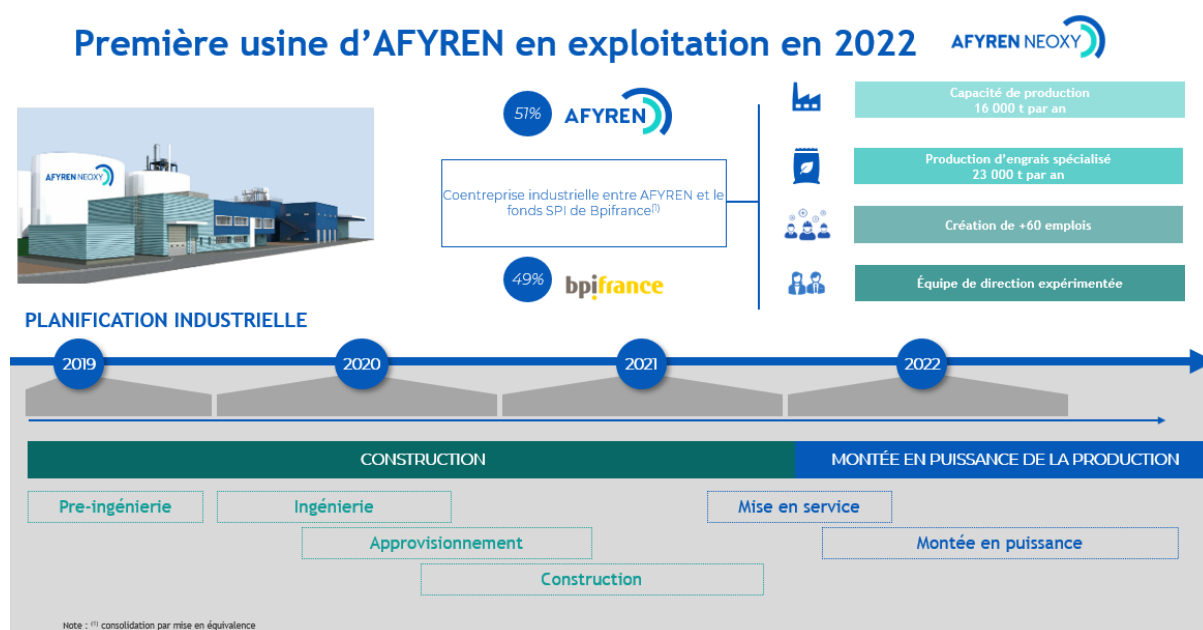 Première usine d'AFYREN en exploitation en 2022
AFYREN NEOXY
AFYREN NEOXY
51%
AFYREN
Coentreprise industrielle entre AFYREN et le
fonds SPI de Bpifrance(1)
49%
bpifrance
Capacité de production
16 000 t par an
Production d'engrais spécialisé
23 000 t par an
Création de +60 emplois
Équipe de direction expérimentée
PLANIFICATION INDUSTRIELLE
2019
2020
2021
2022
CONSTRUCTION
MONTÉE EN PUISSANCE DE LA PRODUCTION
Pre-ingénierie
Ingénierie
Mise en service
Approvisionnement
Montée en puissance
Construction
Note : (1) consolidation par mise en équivalence